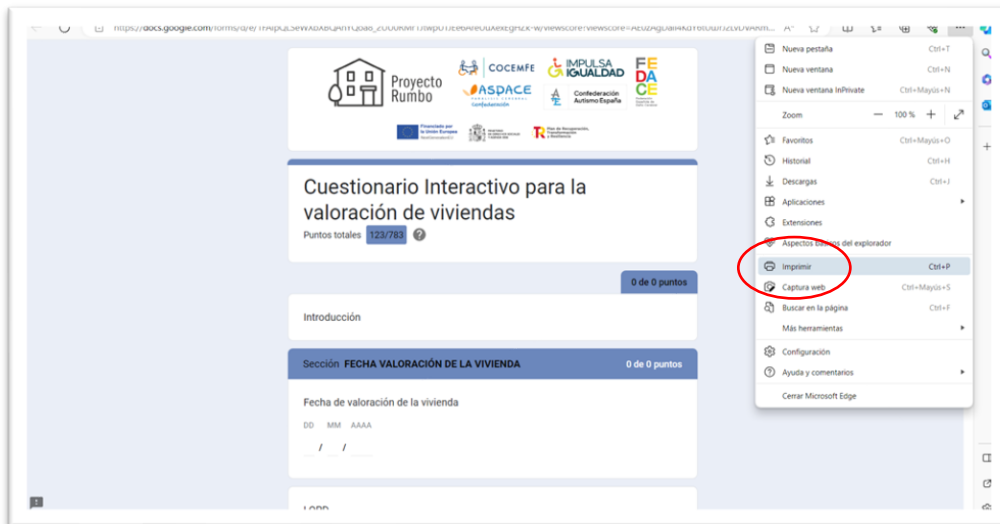 Proyecto
Rumbo
COCEMFE
IMPULSA
IGUALDAD
FE
DA
CE
ASPACE
Confederación
Confederación
Autismo España
Financiado por
la Unión Europea
Plan de Recuperación,
Transformación
y Resiliencia
Cuestionario Interactivo para la
valoración de viviendas
Puntos totales 123/783
0 de 0 puntos
Introducción
Sección FECHA VALORACIÓN DE LA VIVIENDA 0 de 0 puntos
Fecha de valoración de la vivienda
DD MM AAAA
/ /
Nueva pestaña Ctrl+T
Nueva ventana Ctrl+N
Nueva ventana InPrivate Ctrl+Mayús+N
Zoom — 100 % +
Favoritos Ctrl+Mayús+O
Historial Ctrl+H
Descargas Ctrl+J
Aplicaciones
Extensiones
Aspectos básicos del explorador
Imprimir Ctrl+P
Captura web Ctrl+Mayús+S
Buscar en la página Ctrl+F
Más herramientas
Configuración
Ayuda y comentarios
Cerrar Microsoft Edge